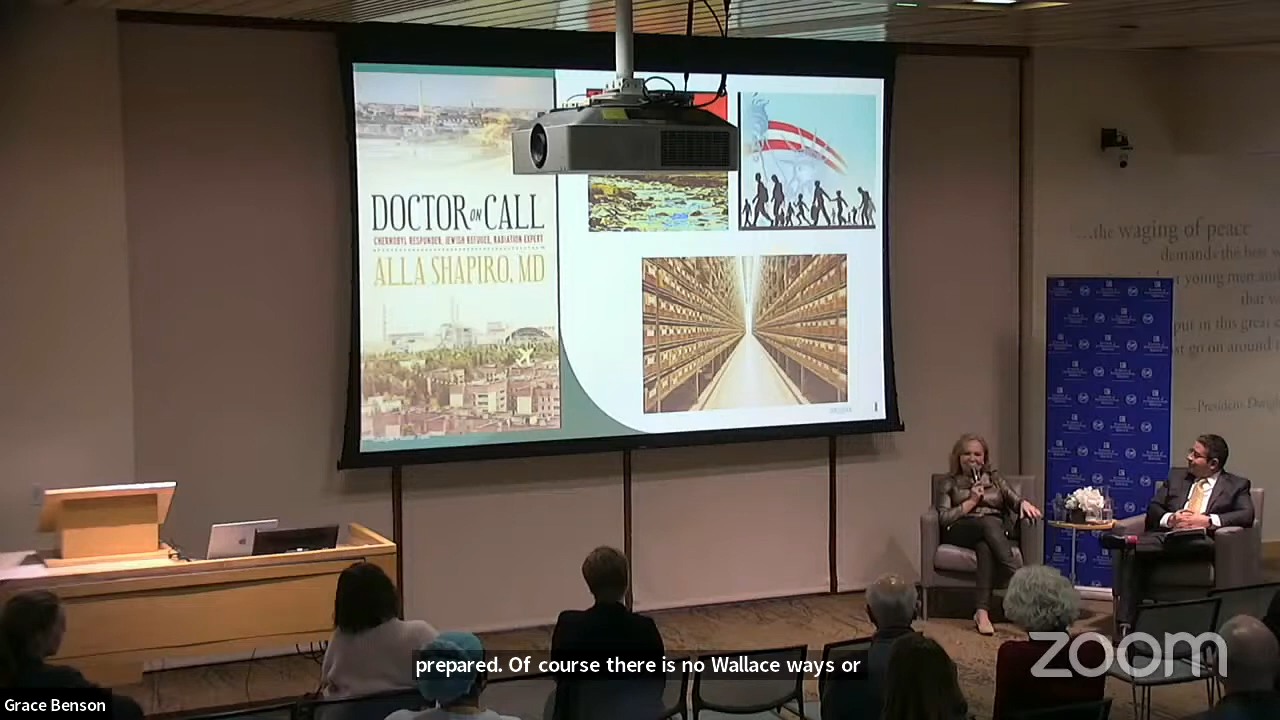 DOCTOR ON CALL
CHERNOBYL RESPONDER, JEWISH REFUGEE, RADIATION EXPERT
ALLA SHAPIRO, MD
...the waging of peace
demands the best
young men and
that
put in this great
go on around
—President Dwight
prepared. Of course there is no Wallace ways or
zoom
Grace Benson